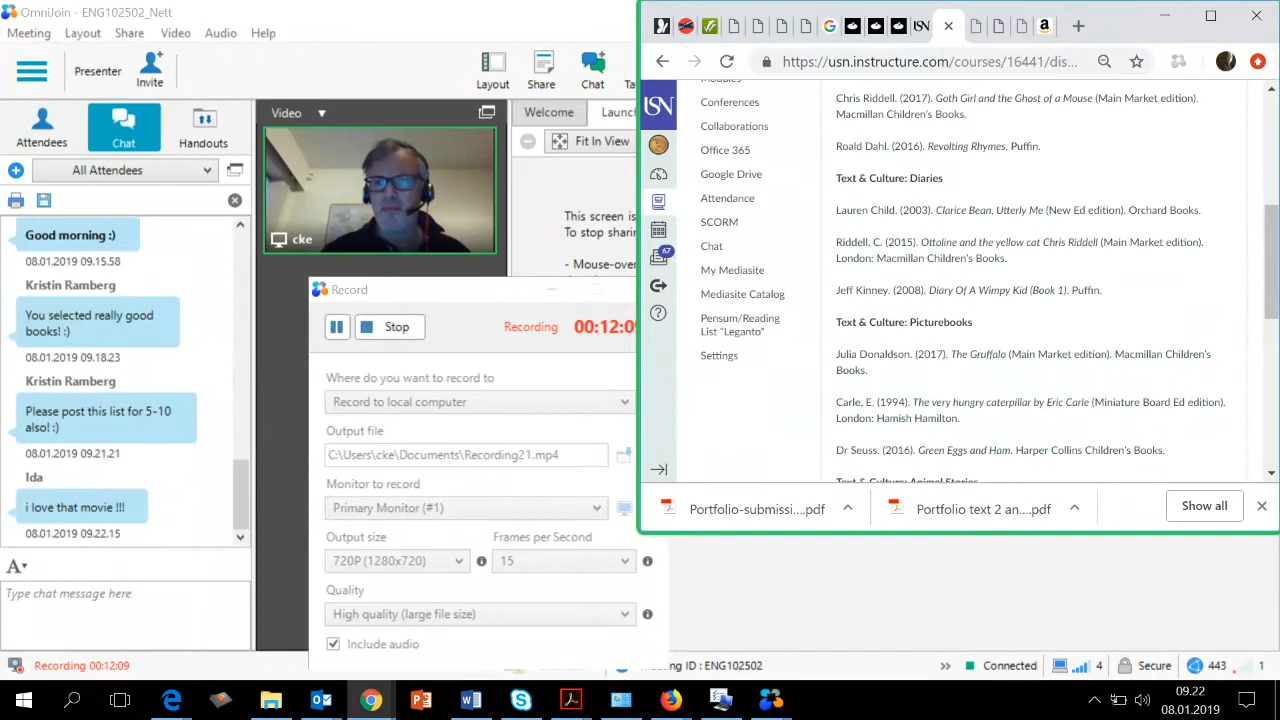 OmniJoin - ENG102502_Nett
Meeting Layout Share Video Audio Help
Presenter
Invite
Layout
Share
Chat
Attendees
Chat
Handouts
All Attendees
Good morning :)
08.01.2019 09.15.58
Kristin Ramberg
You selected really good
books! :)
08.01.2019 09.18.23
Kristin Ramberg
Please post this list for 5-10
also! :)
08.01.2019 09.21.21
Ida
i love that movie !!!
08.01.2019 09.22.15
A
Type chat message here
Recording 00:12:09
Video
cke
Welcome
Launc
Fit In View
This screen is
To stop sharin
- Mouse-over
Record
Stop
Recording 00:12:09
Where do you want to record to
Record to local computer
Output file
C:\Users\cke\Documents\Recording21.mp4
Monitor to record
Primary Monitor (#1)
Output size
Frames per Second
720P (1280x720)
15
Quality
High quality (large file size)
Include audio
ing ID : ENG102502
Connected
4
Secure
443
1
https://usn.instructure.com/courses/16441/dis...
USN
67
Modules
Conferences
Collaborations
Office 365
Google Drive
Attendance
SCORM
Chat
My Mediasite
Mediasite Catalog
Pensum/Reading
List "Leganto"
Settings
Chris Riddell. (2017). Goth Girl and the Ghost of a Mouse (Main Market edition).
Macmillan Children's Books.
Roald Dahl. (2016). Revolting Rhymes. Puffin.
Text & Culture: Diaries
Lauren Child. (2003). Clarice Bean, Utterly Me (New Ed edition). Orchard Books.
Riddell, C. (2015). Ottoline and the yellow cat Chris Riddell (Main Market edition).
London: Macmillan Children's Books.
Jeff Kinney. (2008). Diary Of A Wimpy Kid (Book 1). Puffin.
Text & Culture: Picturebooks
Julia Donaldson. (2017). The Gruffalo (Main Market edition). Macmillan Children's
Books.
Carle, E. (1994). The very hungry caterpillar by Eric Carle (Miniature Board Ed edition).
London: Hamish Hamilton.
Dr Seuss. (2016). Green Eggs and Ham. Harper Collins Children's Books.
Text & Culture: Animal Stories
Portfolio-submissi....pdf
Portfolio text 2 an....pdf
Show all
09.22
08.01.2019